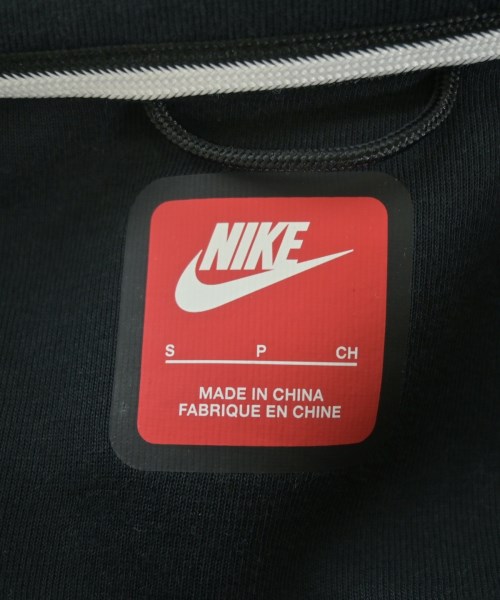 NIKE
S P CH
MADE IN CHINA
FABRIQUE EN CHINE